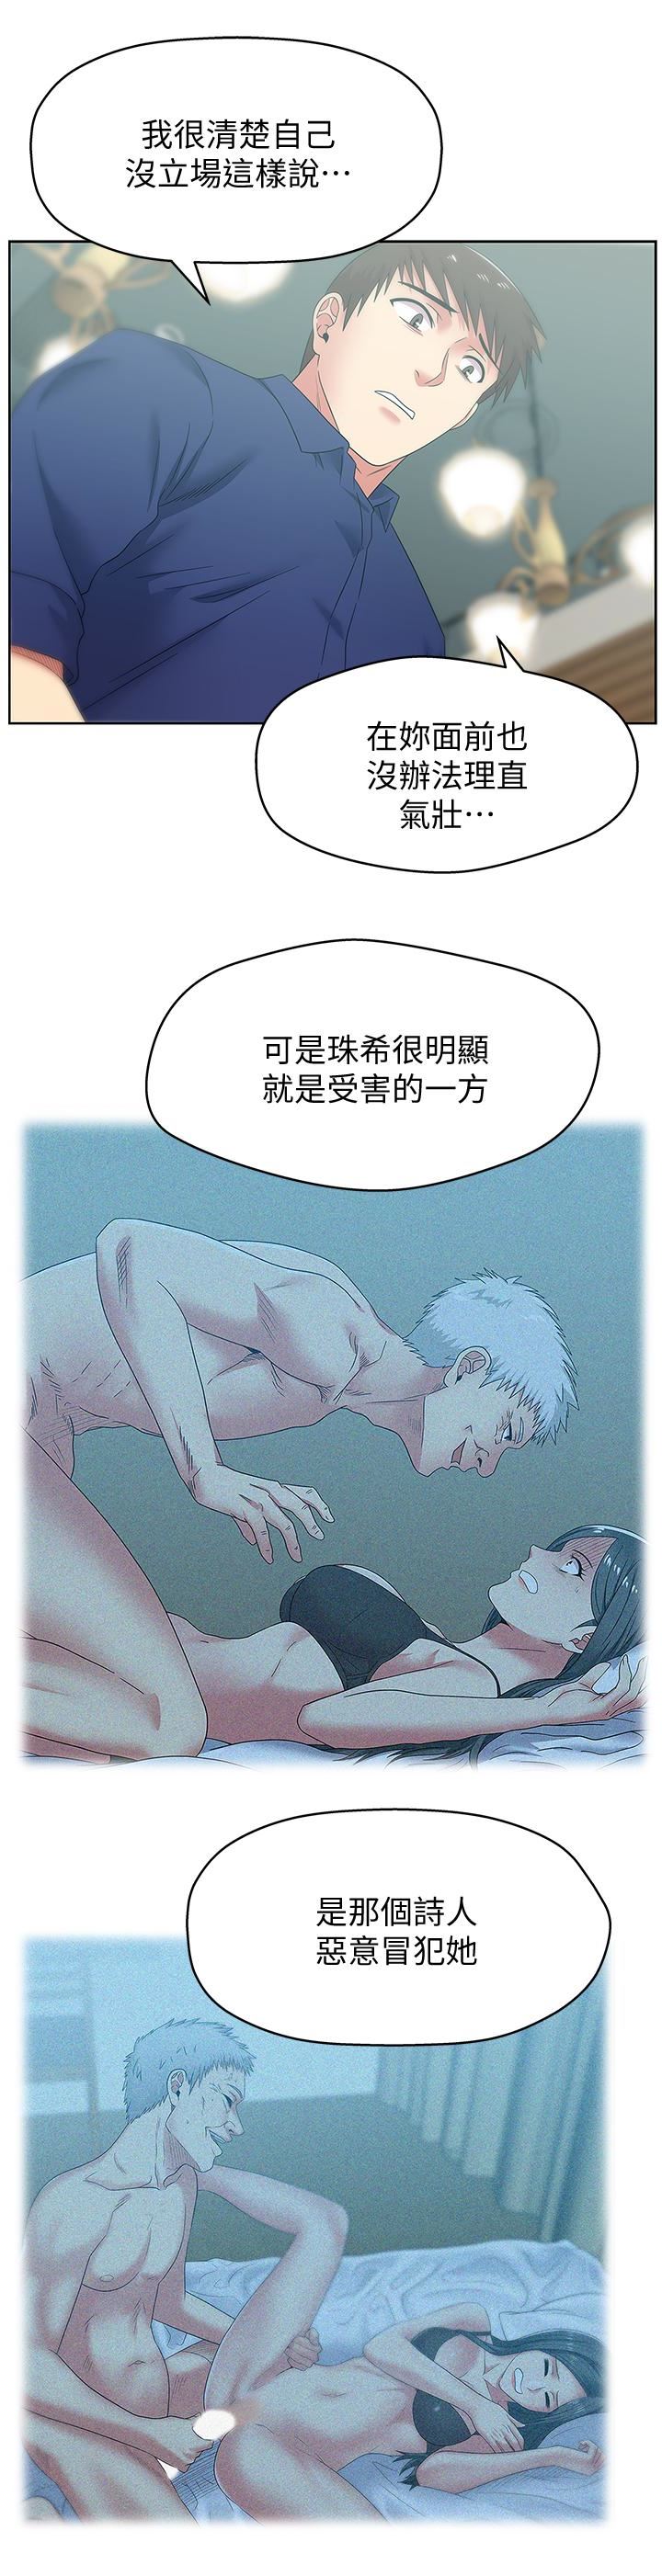 我很清楚自己
沒立場這樣說⋯
在妳面前也
沒辦法理直
氣壯⋯
可是珠希很明顯
就是受害的一方
是那個詩人
惡意冒犯她